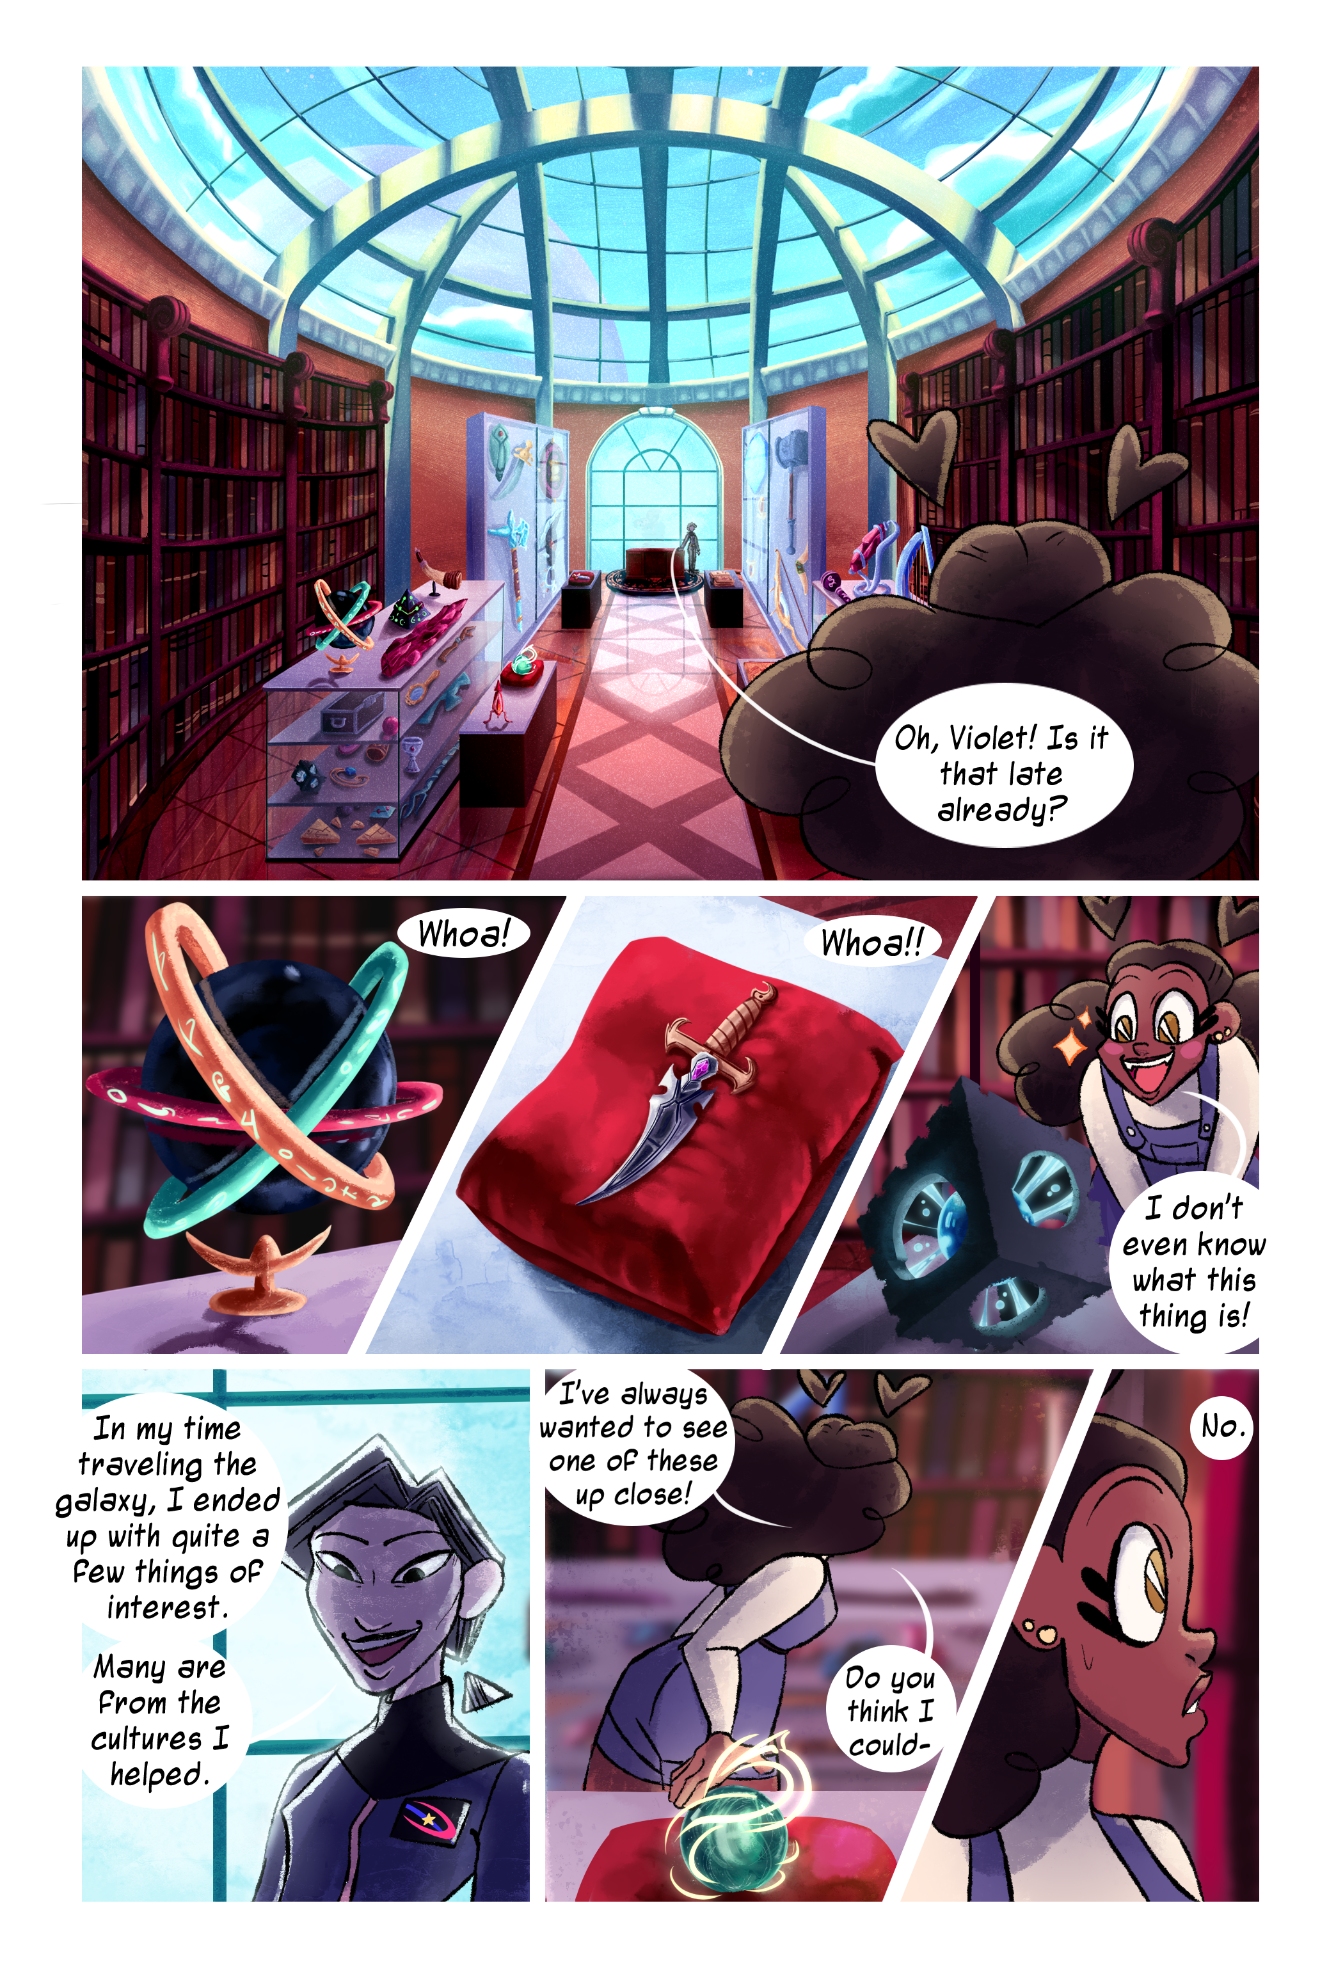 Oh, Violet! Is it
that late
already?
Whoa!
Whoa!!
I don't
even know
what this
thing is!
In my time
traveling the
galaxy, I ended
up with quite a
few things of
interest.
Many are
from the
cultures I
helped.
I've always
wanted to see
one of these
up close!
Do you
think I
could-
No.